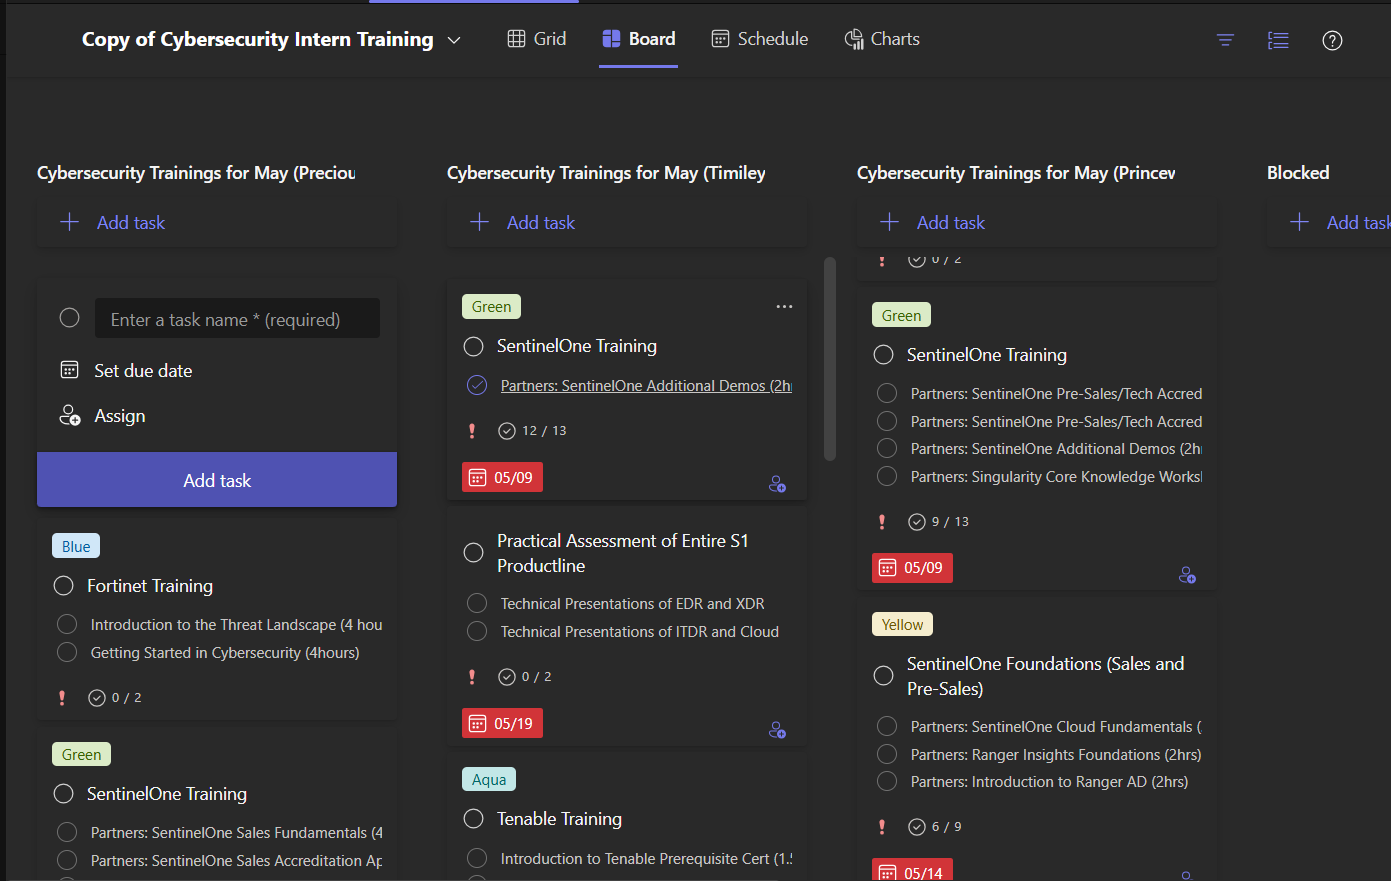 Copy of Cybersecurity Intern Training
Grid
Board
Schedule
Charts
Cybersecurity Trainings for May (Preciou
Add task
Enter a task name * (required)
Set due date
Assign
Add task
Blue
Fortinet Training
Introduction to the Threat Landscape (4 hou
Getting Started in Cybersecurity (4hours)
0 / 2
Green
SentinelOne Training
Partners: SentinelOne Sales Fundamentals (4
Partners: SentinelOne Sales Accreditation Ap
Cybersecurity Trainings for May (Timiley
Add task
Green
SentinelOne Training
Partners: SentinelOne Additional Demos (2h
12 / 13
05/09
Practical Assessment of Entire S1
Productline
Technical Presentations of EDR and XDR
Technical Presentations of ITDR and Cloud
0 / 2
05/19
Aqua
Tenable Training
Introduction to Tenable Prerequisite Cert (1.5
Cybersecurity Trainings for May (Princew
Add task
0 / 2
Green
SentinelOne Training
Partners: SentinelOne Pre-Sales/Tech Accred
Partners: SentinelOne Pre-Sales/Tech Accred
Partners: SentinelOne Additional Demos (2h
Partners: Singularity Core Knowledge Works
9 / 13
05/09
Yellow
SentinelOne Foundations (Sales and
Pre-Sales)
Partners: SentinelOne Cloud Fundamentals (
Partners: Ranger Insights Foundations (2hrs)
Partners: Introduction to Ranger AD (2hrs)
6 / 9
05/14
Blocked
Add task